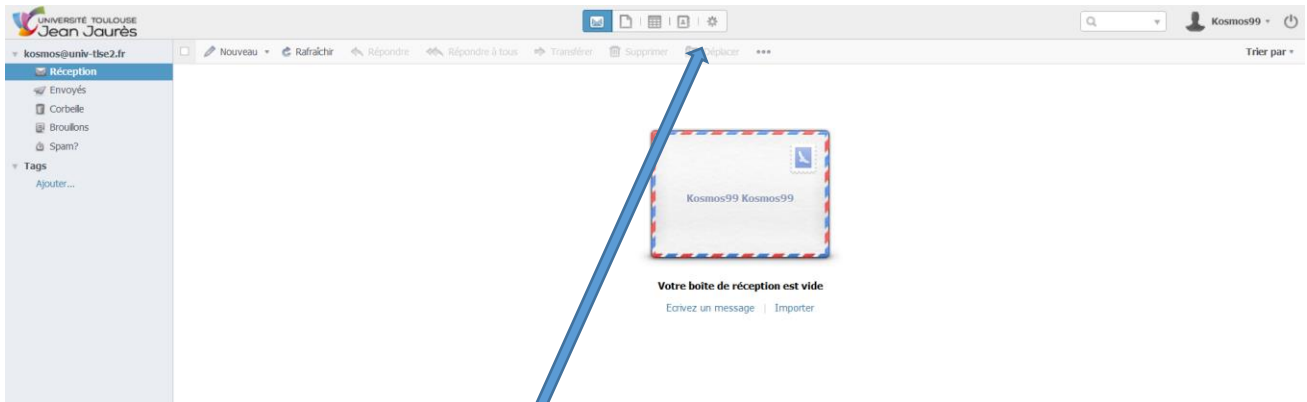 UNIVERSITÉ TOULOUSE
Jean Jaurès
Kosmos99
kosmos@univ-tlse2.fr
Nouveau
Rafraîchir
Répondre
Répondre à tous
Transférer
Supprimer
Déplacer
Trier par
Réception
Envoyés
Corbeille
Brouillons
Spam?
Tags
Ajouter...
Kosmos99 Kosmos99
Votre boîte de réception est vide
Ecrivez un message | Importer